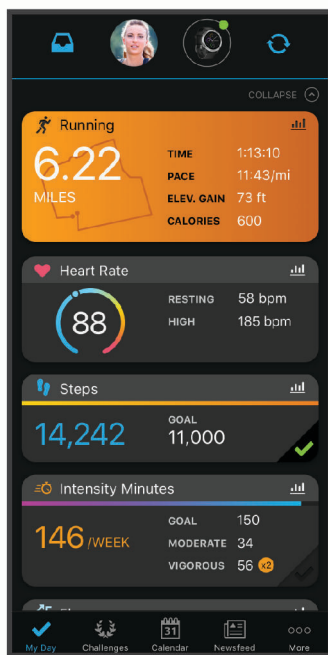 COLLAPSE
Running
6.22
MILES
TIME 1:13:10
PACE 11:43/mi
ELEV. GAIN 73 ft
CALORIES 600
Heart Rate
88
RESTING 58 bpm
HIGH 185 bpm
Steps
14,242
GOAL
11,000
Intensity Minutes
146 /WEEK
GOAL 150
MODERATE 34
VIGOROUS 56 x2
31
My Day Challenges Calendar Newsfeed More